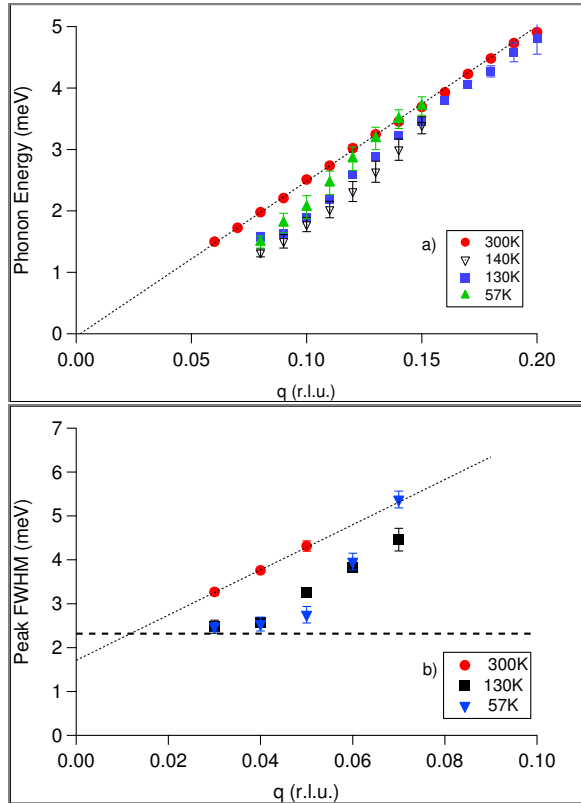 5
4
3
2
1
0
Phonon Energy (meV)
a)
300K
140K
130K
57K
0.00
0.05
0.10
0.15
0.20
q (r.l.u.)
7
6
5
4
3
2
1
0
Peak FWHM (meV)
b)
300K
130K
57K
0.00
0.02
0.04
0.06
0.08
0.10
q (r.l.u.)